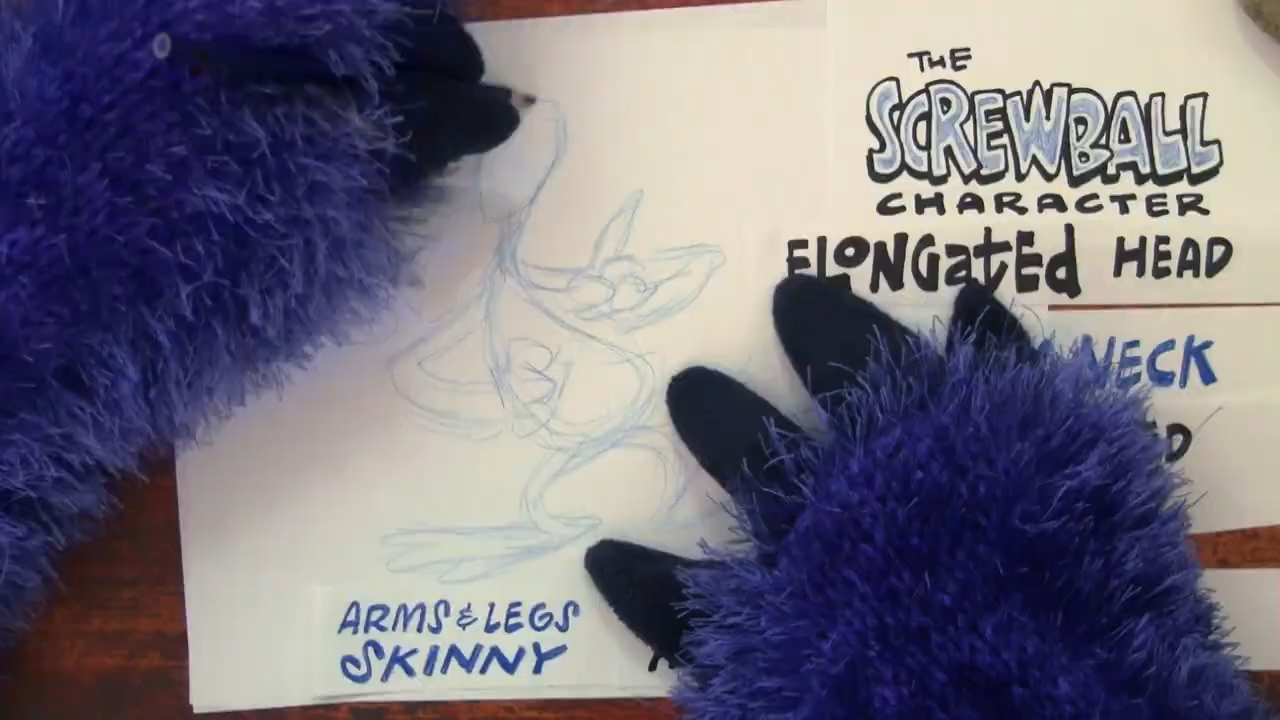 THE
SCREWBALL
CHARACTER
ELONGATED HEAD
NECK
ARMS & LEGS
SKINNY